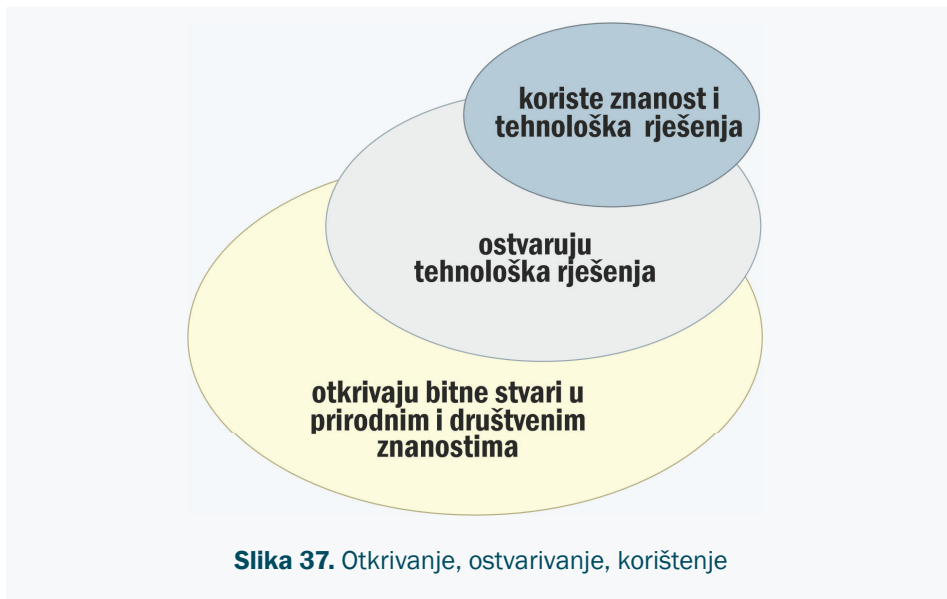 koriste znanost i
tehnološka rješenja
ostvaruju
tehnološka rješenja
otkrivaju bitne stvari u
prirodnim i društvenim
znanostima
Slika 37. Otkrivanje, ostvarivanje, korištenje